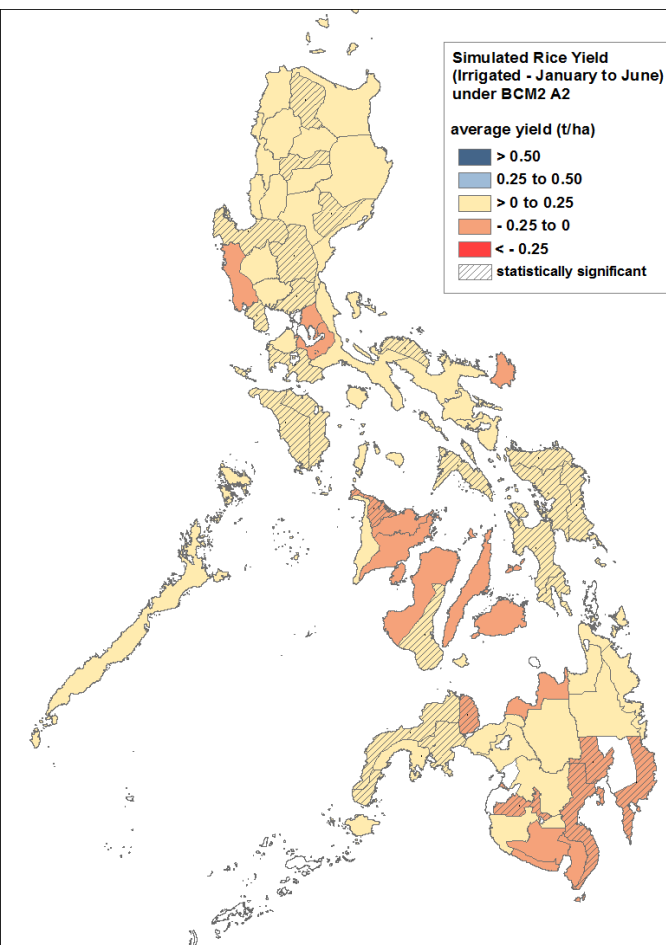 Simulated Rice Yield
(Irrigated - January to June)
under BCM2 A2
average yield (t/ha)
> 0.50
0.25 to 0.50
> 0 to 0.25
- 0.25 to 0
< - 0.25
statistically significant